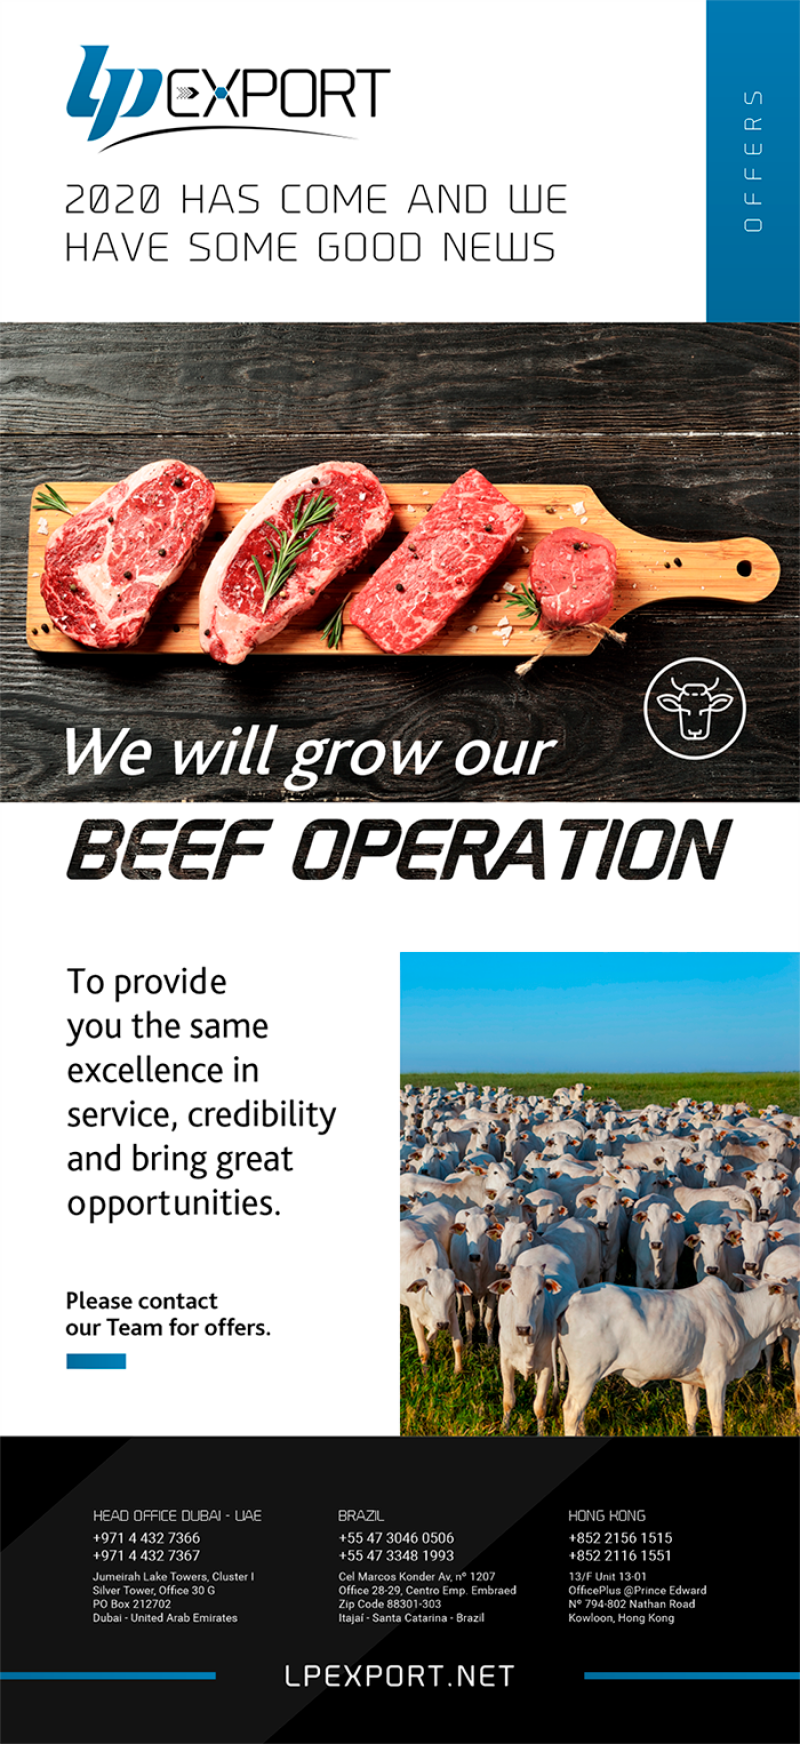 LP EXPORT
OFFERS
2020 HAS COME AND WE
HAVE SOME GOOD NEWS
We will grow our
BEEF OPERATION
To provide
you the same
excellence in
service, credibility
and bring great
opportunities.
Please contact
our Team for offers.
HEAD OFFICE DUBAI - UAE
+971 4 432 7366
+971 4 432 7367
Jumeirah Lake Towers, Cluster I
Silver Tower, Office 30 G
PO Box 212702
Dubai - United Arab Emirates
BRAZIL
+55 47 3046 0506
+55 47 3348 1993
Cel Marcos Konder Av, nº 1207
Office 28-29, Centro Emp. Embraed
Zip Code 88301-303
Itajaí - Santa Catarina - Brazil
HONG KONG
+852 2156 1515
+852 2116 1551
13/F Unit 13-01
OfficePlus @Prince Edward
Nº 794-802 Nathan Road
Kowloon, Hong Kong
LPEXPORT.NET